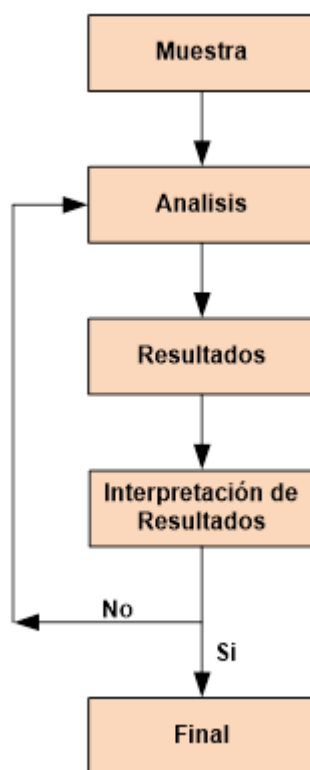 Muestra
Analisis
Resultados
Interpretación de
Resultados
No
Si
Final